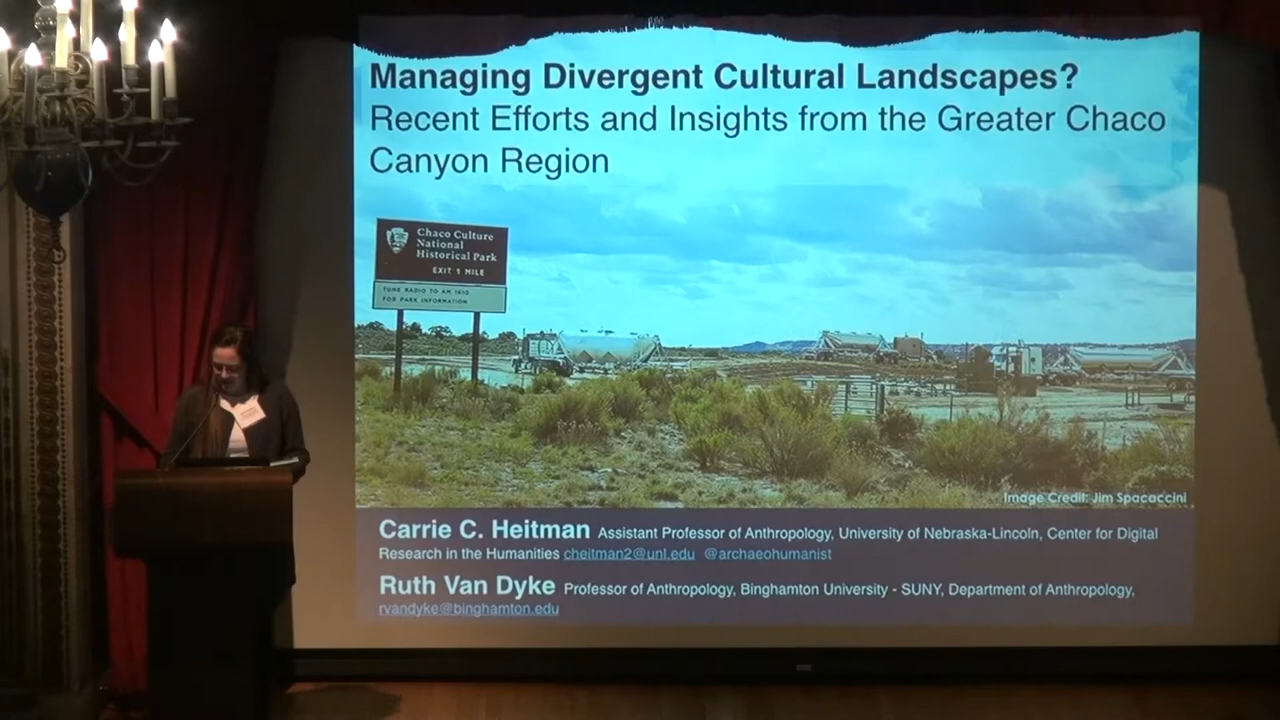 Managing Divergent Cultural Landscapes?
Recent Efforts and Insights from the Greater Chaco
Canyon Region
Chaco Culture
National
Historical Park
EXIT 1 MILE
TUNE RADIO TO AM 1610
FOR PARK INFORMATION
Image Credit: Jim Spacaccini
Carrie C. Heitman Assistant Professor of Anthropology, University of Nebraska-Lincoln, Center for Digital
Research in the Humanities cheitman2@unl.edu @archaeohumanist
Ruth Van Dyke Professor of Anthropology, Binghamton University - SUNY, Department of Anthropology,
rvandyke@binghamton.edu